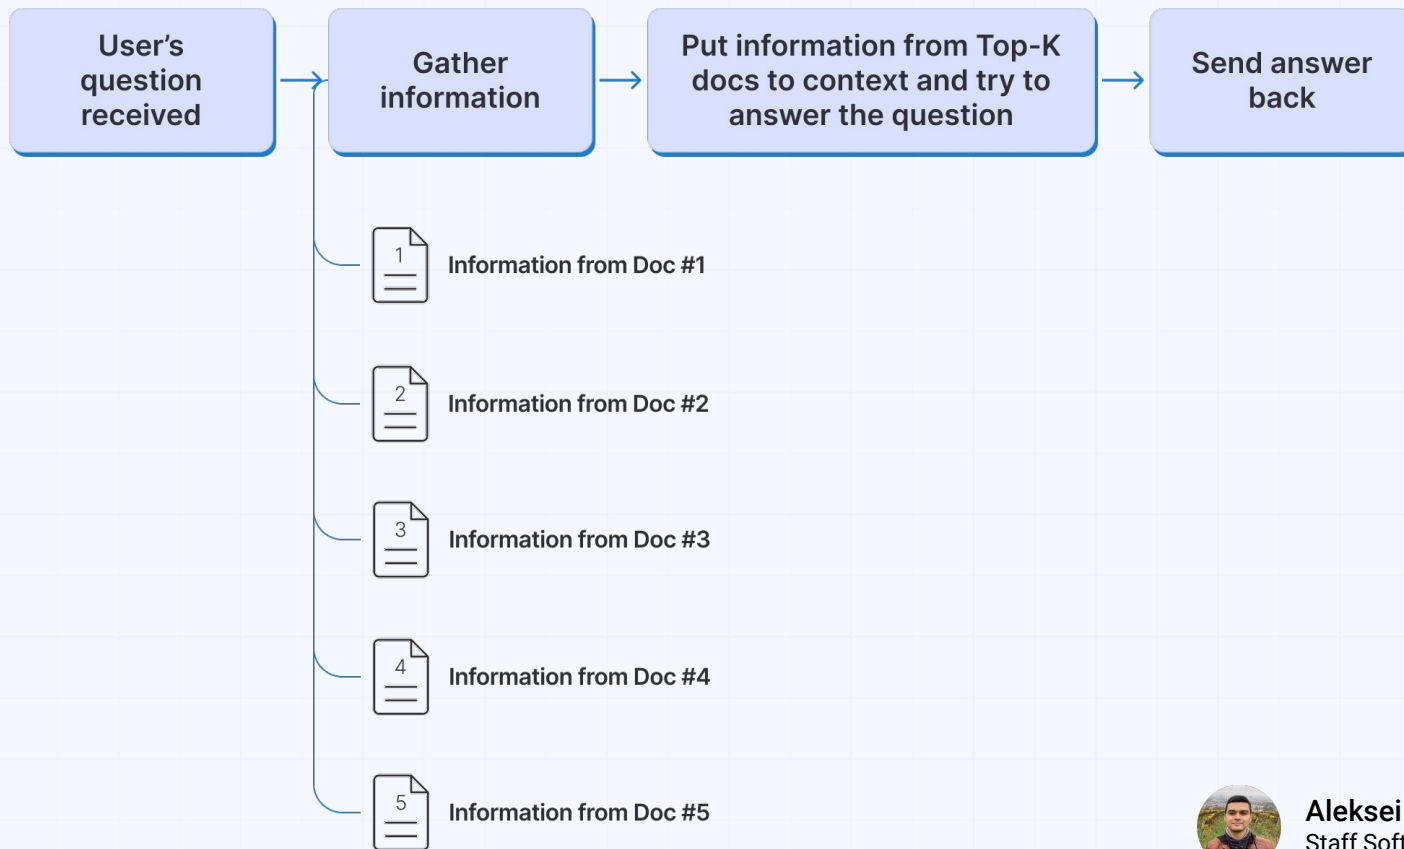 User’s
question
received
Gather
information
Put information from Top-K
docs to context and try to
answer the question
Send answer
back
1
Information from Doc #1
2
Information from Doc #2
3
Information from Doc #3
4
Information from Doc #4
5
Information from Doc #5
Aleksei
Staff Soft